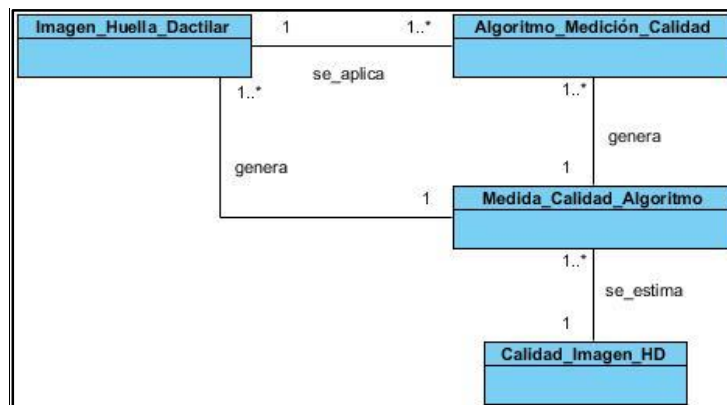 Imagen_Huella_Dactilar
1
1..*
Algoritmo_Medición_Calidad
se_aplica
1..*
1..*
genera
genera
1
1
Medida_Calidad_Algoritmo
1..*
se_estima
1
Calidad_Imagen_HD